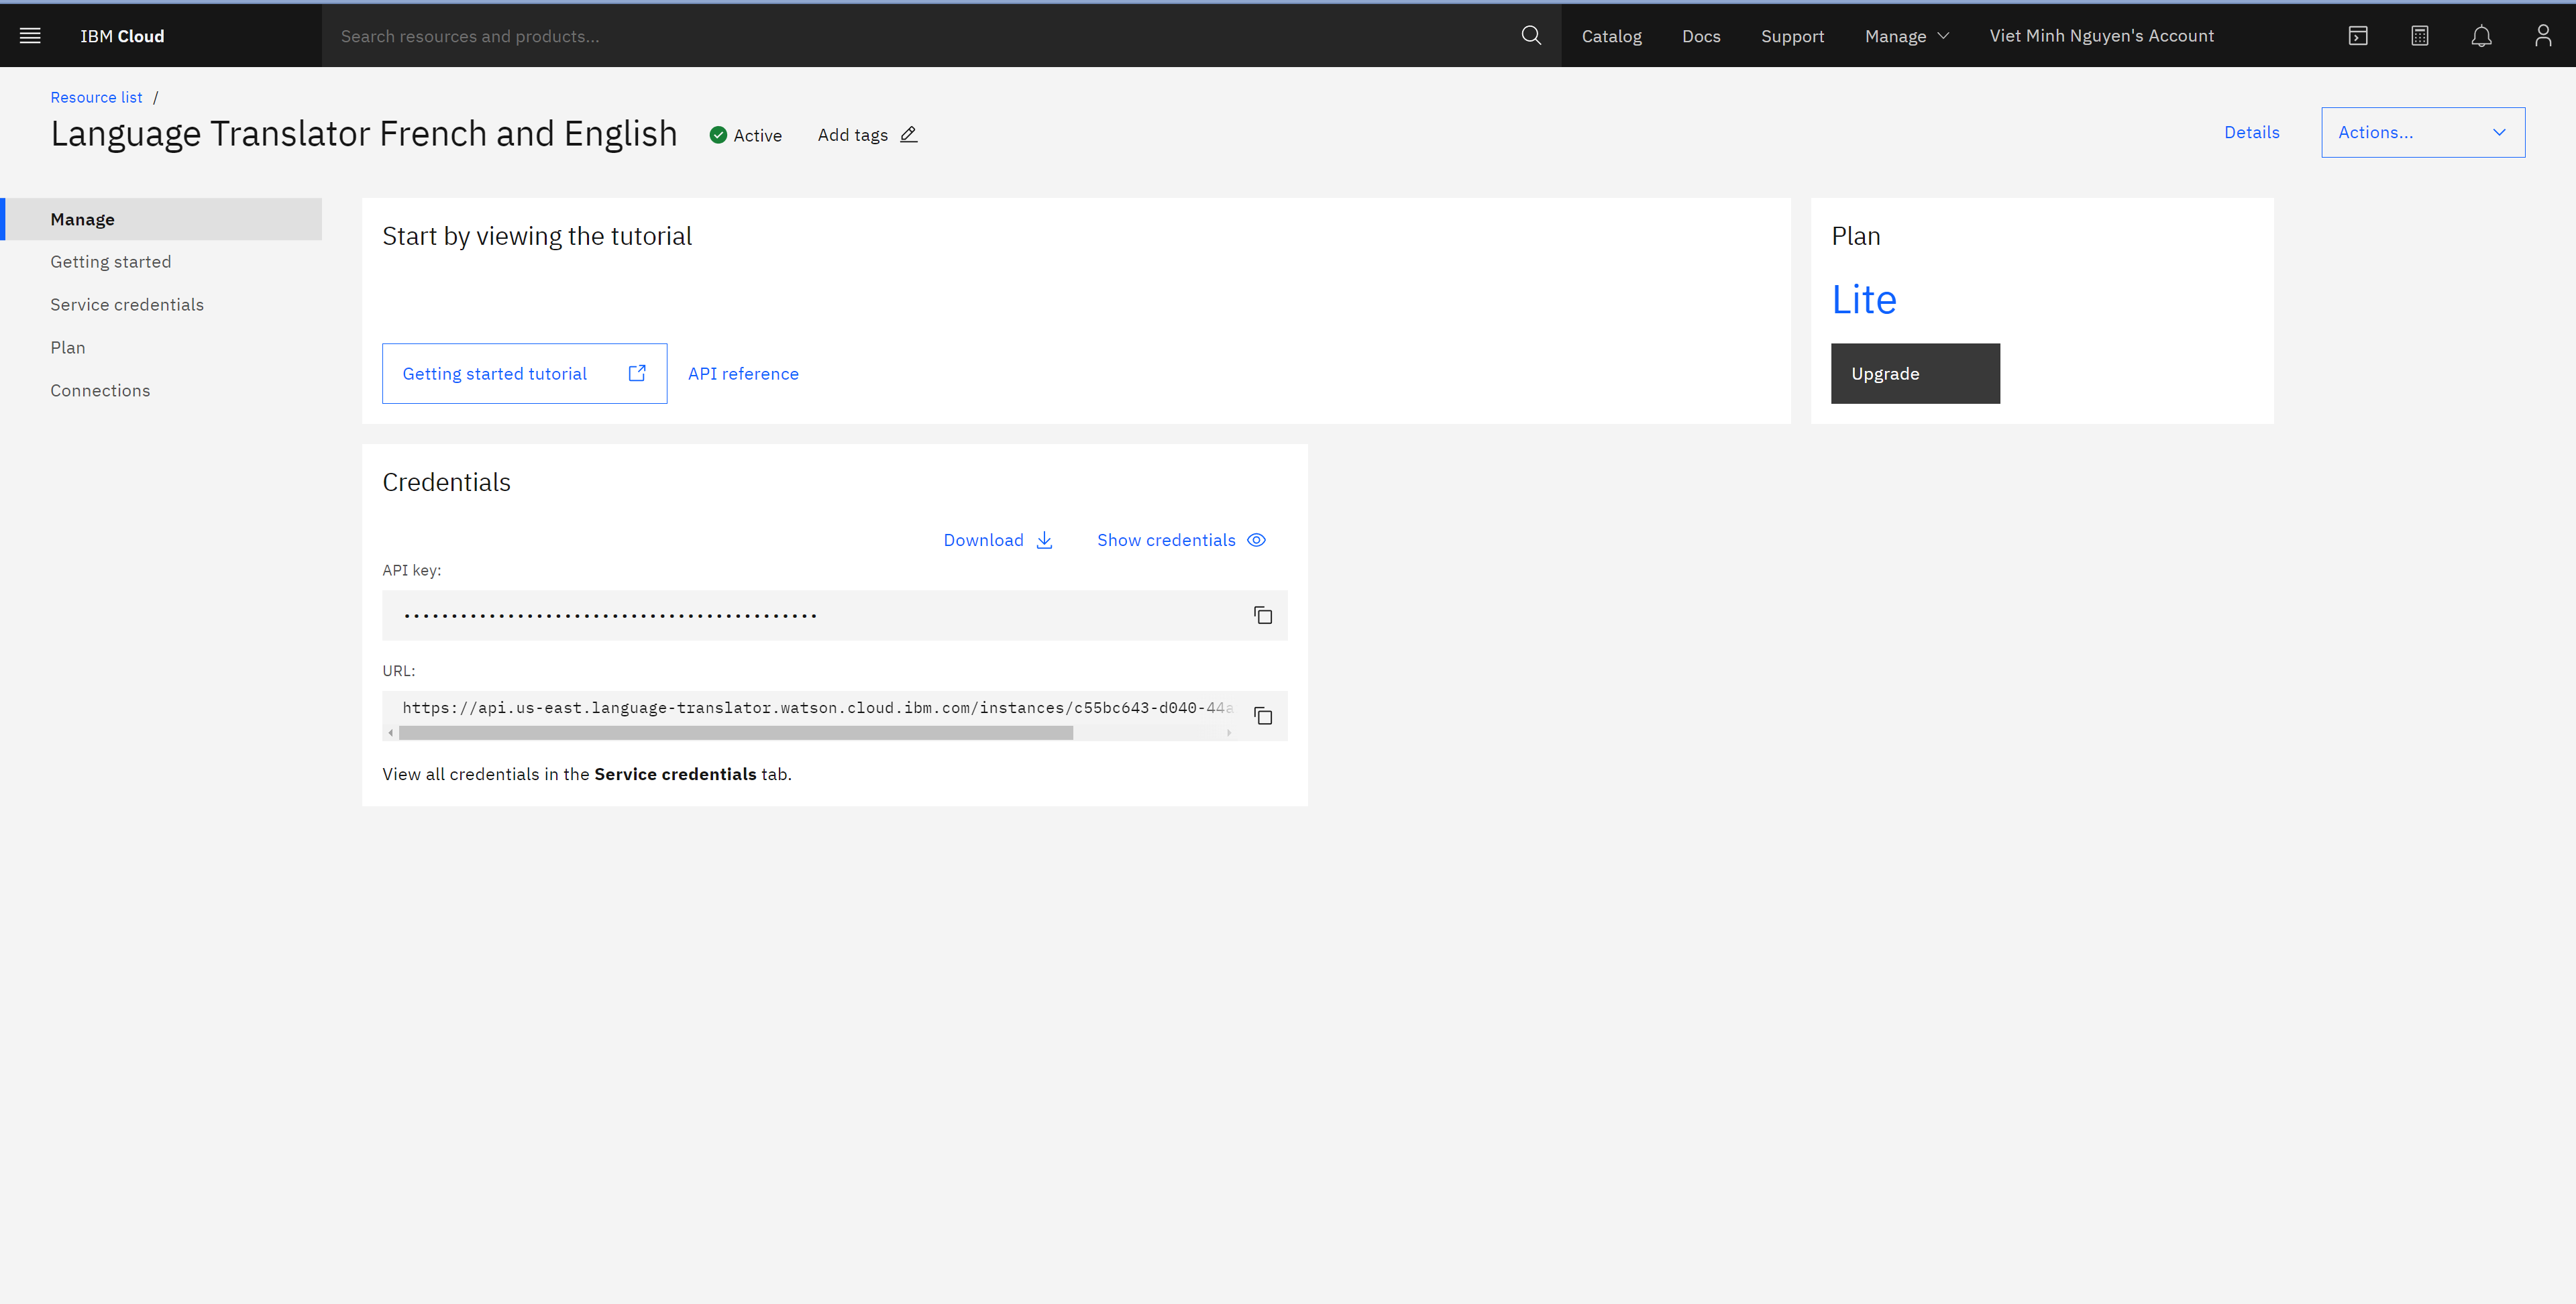 IBM Cloud
Search resources and products...
Catalog
Docs
Support
Manage
Viet Minh Nguyen's Account
Resource list /
Language Translator French and English
Active
Add tags
Details
Actions...
Manage
Getting started
Service credentials
Plan
Connections
Start by viewing the tutorial
Getting started tutorial
API reference
Plan
Lite
Upgrade
Credentials
Download
Show credentials
API key:
••••••••••••••••••••••••••••••••••••••••••••
URL:
https://api.us-east.language-translator.watson.cloud.ibm.com/instances/c55bc643-d040-44a
View all credentials in the Service credentials tab.